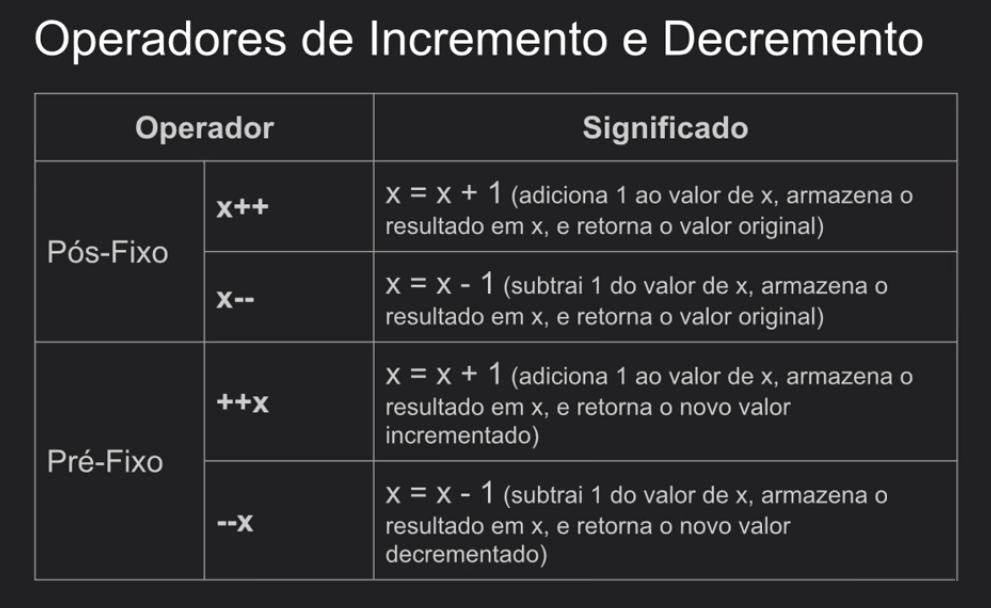 Operadores de Incremento e Decremento
Operador
Significado
Pós-Fixo
x++
x = x + 1 (adiciona 1 ao valor de x, armazena o
resultado em x, e retorna o valor original)
x--
x = x - 1 (subtrai 1 do valor de x, armazena o
resultado em x, e retorna o valor original)
Pré-Fixo
++x
x = x + 1 (adiciona 1 ao valor de x, armazena o
resultado em x, e retorna o novo valor
incrementado)
--x
x = x - 1 (subtrai 1 do valor de x, armazena o
resultado em x, e retorna o novo valor
decrementado)